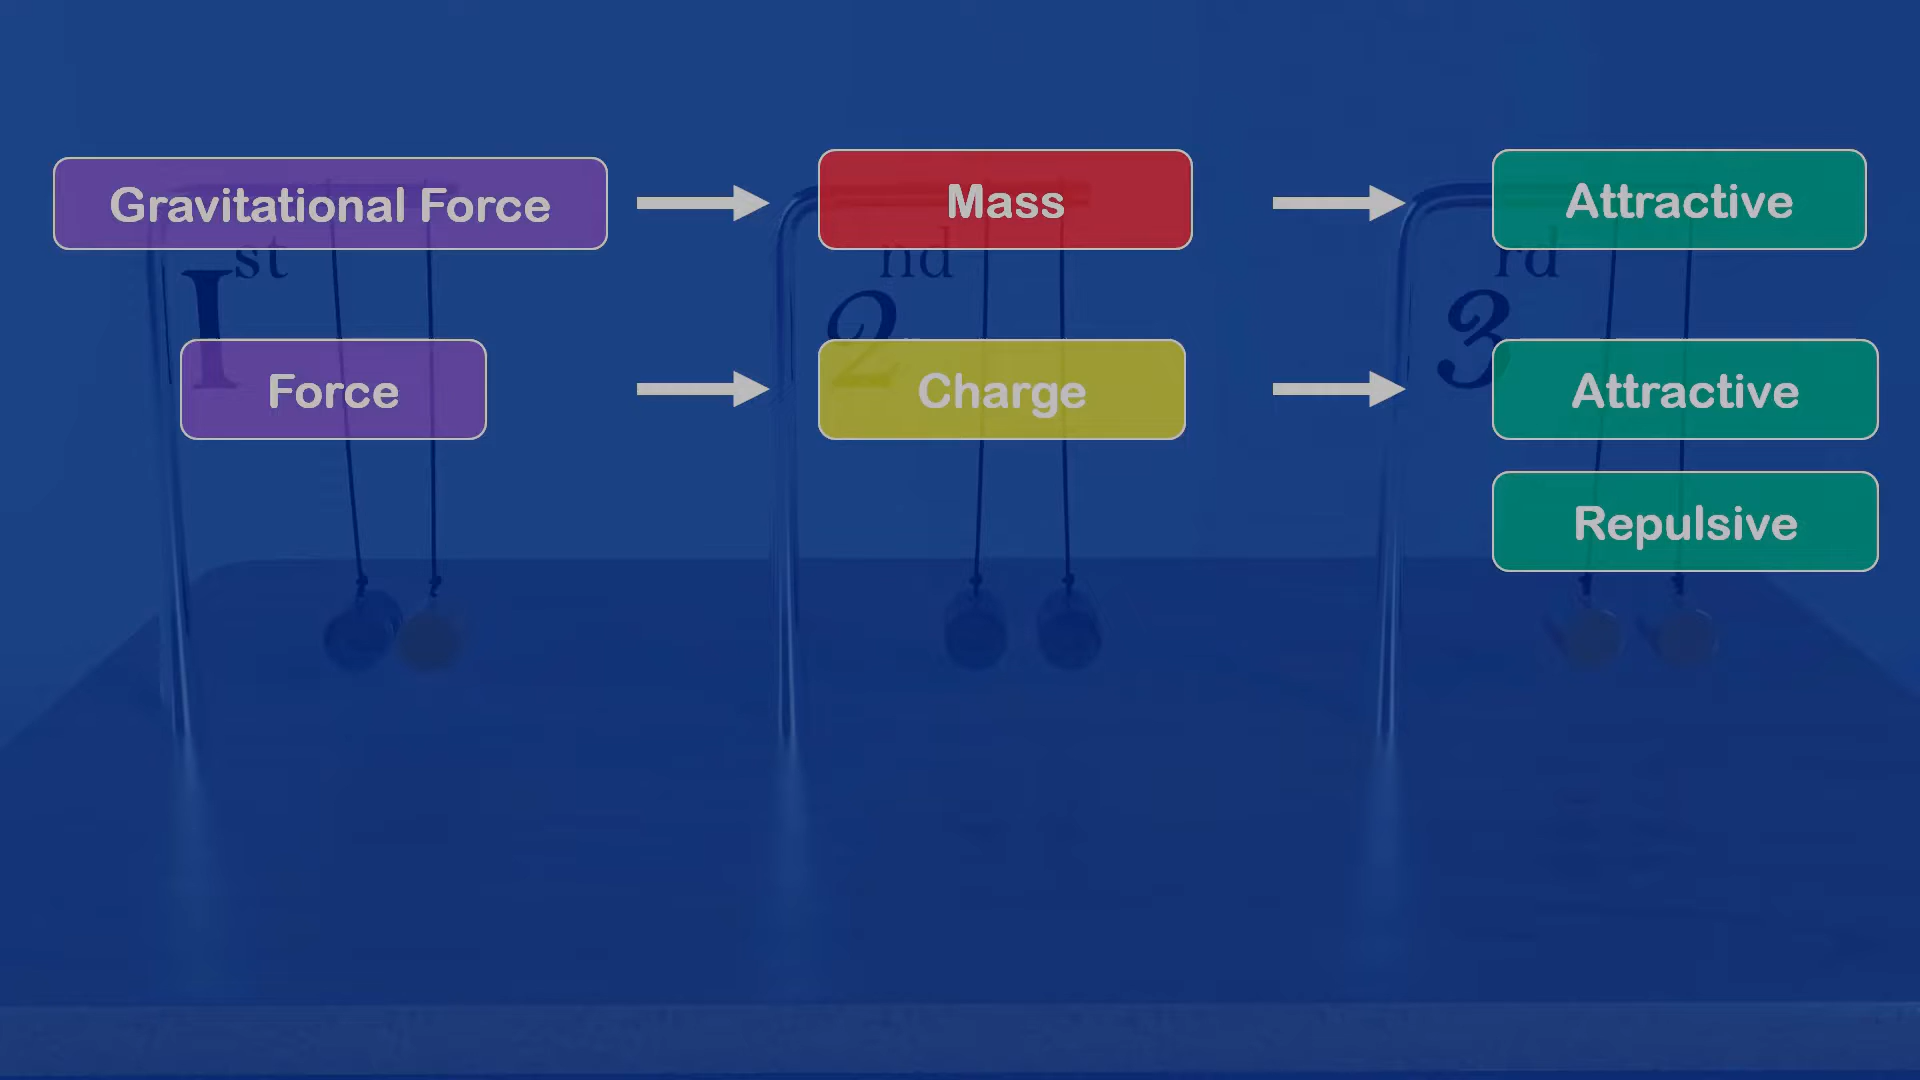 Gravitational Force
Mass
Attractive
1st
2nd
3rd
Force
Charge
Attractive
Repulsive